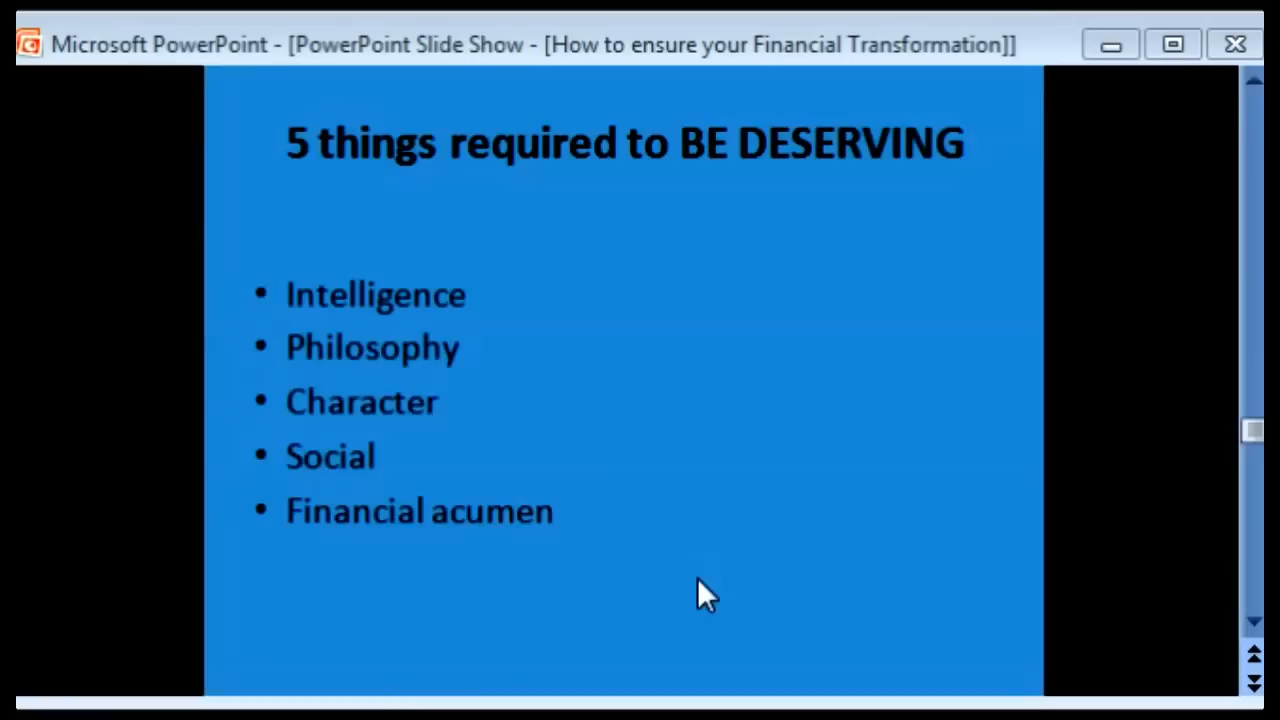 Microsoft PowerPoint - [PowerPoint Slide Show - [How to ensure your Financial Transformation]]
5 things required to BE DESERVING
• Intelligence
• Philosophy
• Character
• Social
• Financial acumen